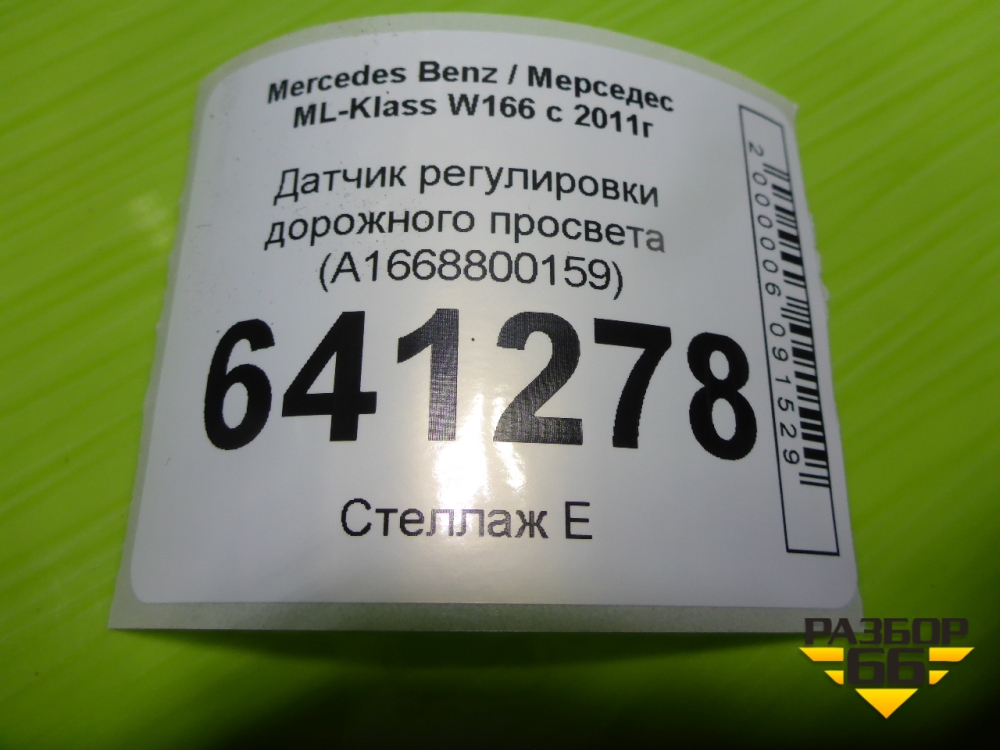 Mercedes Benz / Мерседес
ML-Klass W166 с 2011г
Датчик регулировки
дорожного просвета
(A1668800159)
641278
Стеллаж Е
2000006091529
РАЗБОР
66